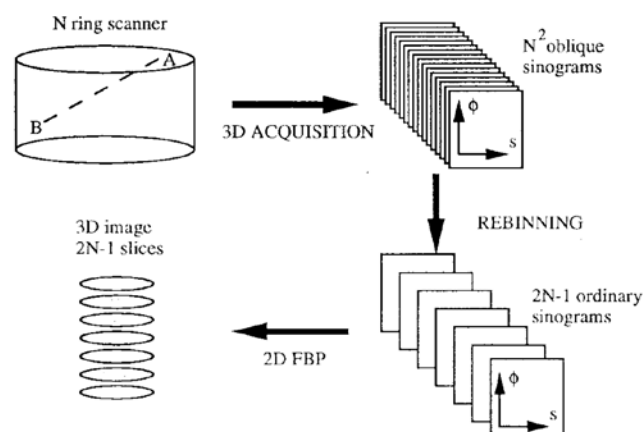 N ring scanner
A
B
3D ACQUISITION
N² oblique
sinograms
ϕ
s
REBINNING
2N-1 ordinary
sinograms
ϕ
s
2D FBP
3D image
2N-1 slices